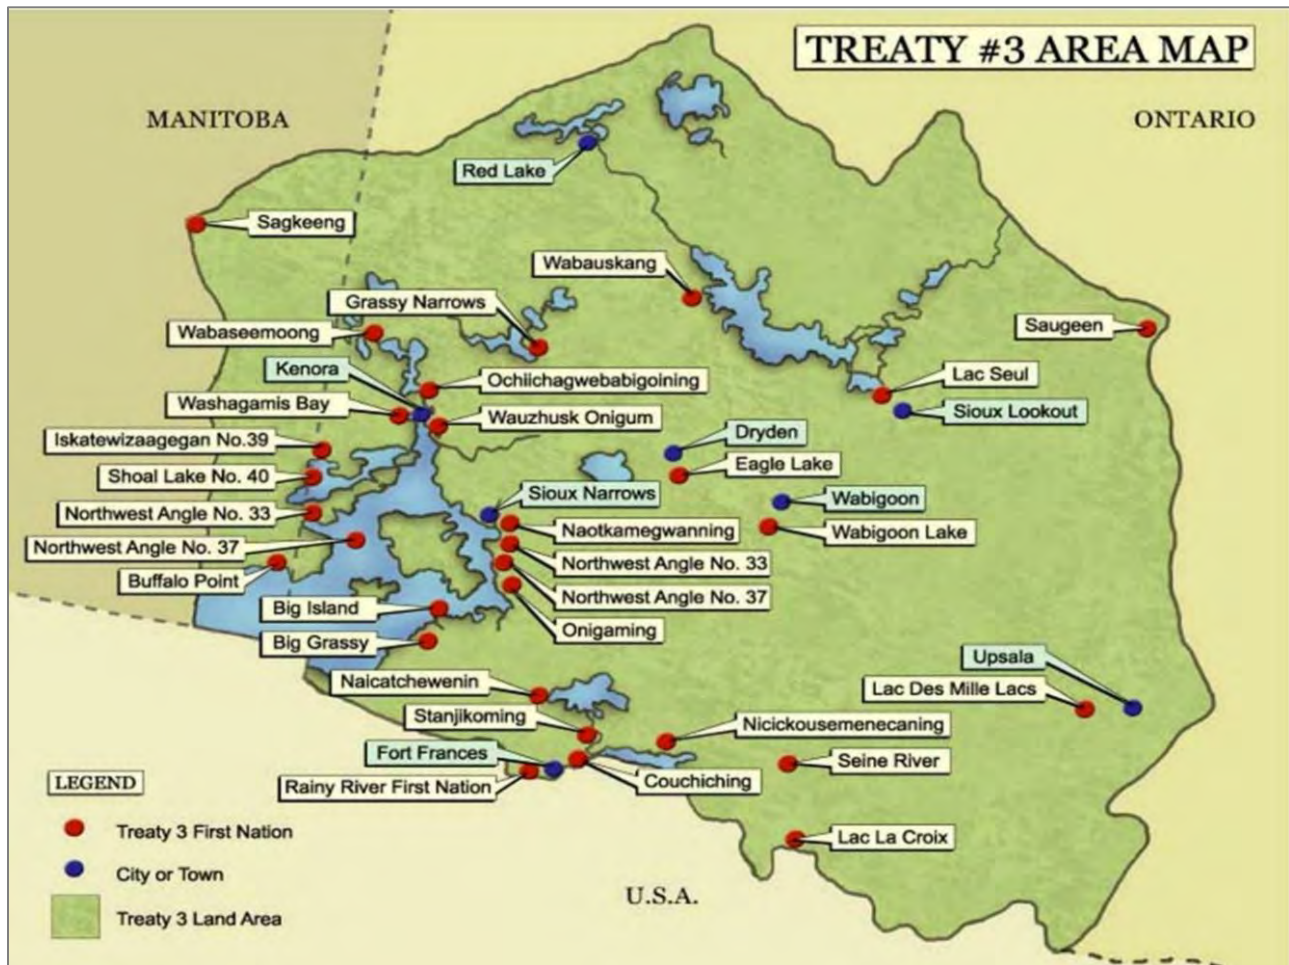 TREATY #3 AREA MAP
MANITOBA
ONTARIO
Red Lake
Sagkeeng
Wabauskang
Grassy Narrows
Saugeen
Wabaseemoong
Kenora
Ochiichagwebabigoining
Lac Seul
Washagamis Bay
Sioux Lookout
Wauzhusk Onigum
Dryden
Iskatewizaagegan No.39
Eagle Lake
Shoal Lake No. 40
Sioux Narrows
Wabigoon
Northwest Angle No. 33
Naotkamegwanning
Wabigoon Lake
Northwest Angle No. 37
Northwest Angle No. 33
Buffalo Point
Northwest Angle No. 37
Big Island
Onigaming
Big Grassy
Upsala
Naicatchewenin
Lac Des Mille Lacs
Stanjikoming
Nicickousemenecaning
Fort Frances
Seine River
Rainy River First Nation
Couchiching
Lac La Croix
U.S.A.
LEGEND
Treaty 3 First Nation
City or Town
Treaty 3 Land Area